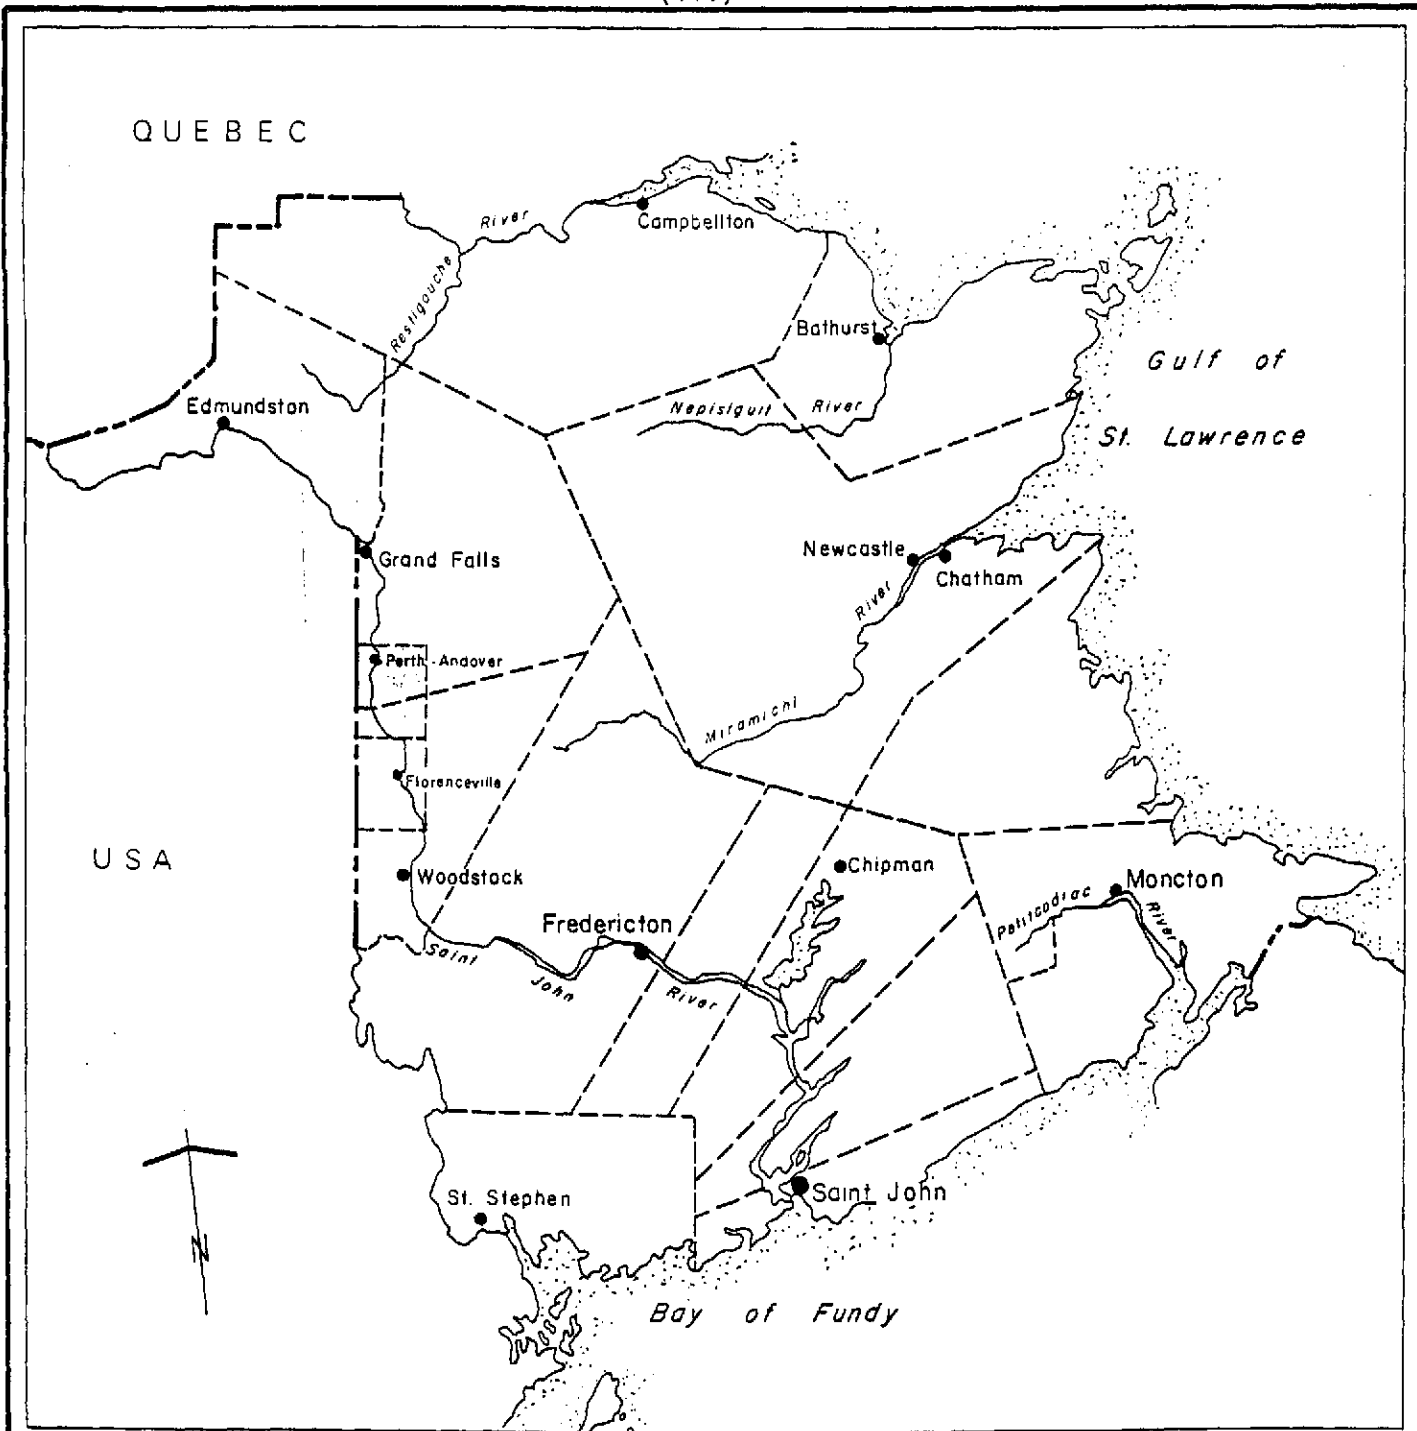 QUEBEC
River
Campbellton
Restigouche
Bathurst
Gulf of
St. Lawrence
Edmundston
Nepisiguit River
Newcastle
Grand Falls
Chatham
River
Perth-Andover
Miramichi
Florenceville
USA
Woodstock
Chipman
Moncton
Petitcodiac
River
Fredericton
Saint
John
River
St. Stephen
Saint John
N
Bay of Fundy